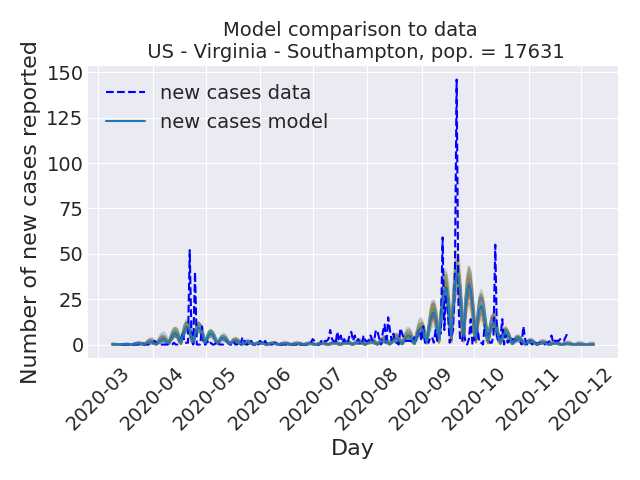 Model comparison to data
US - Virginia - Southampton, pop. = 17631
Number of new cases reported
150
125
100
75
50
25
0
new cases data
new cases model
2020-03
2020-04
2020-05
2020-06
2020-07
2020-08
2020-09
2020-10
2020-11
2020-12
Day